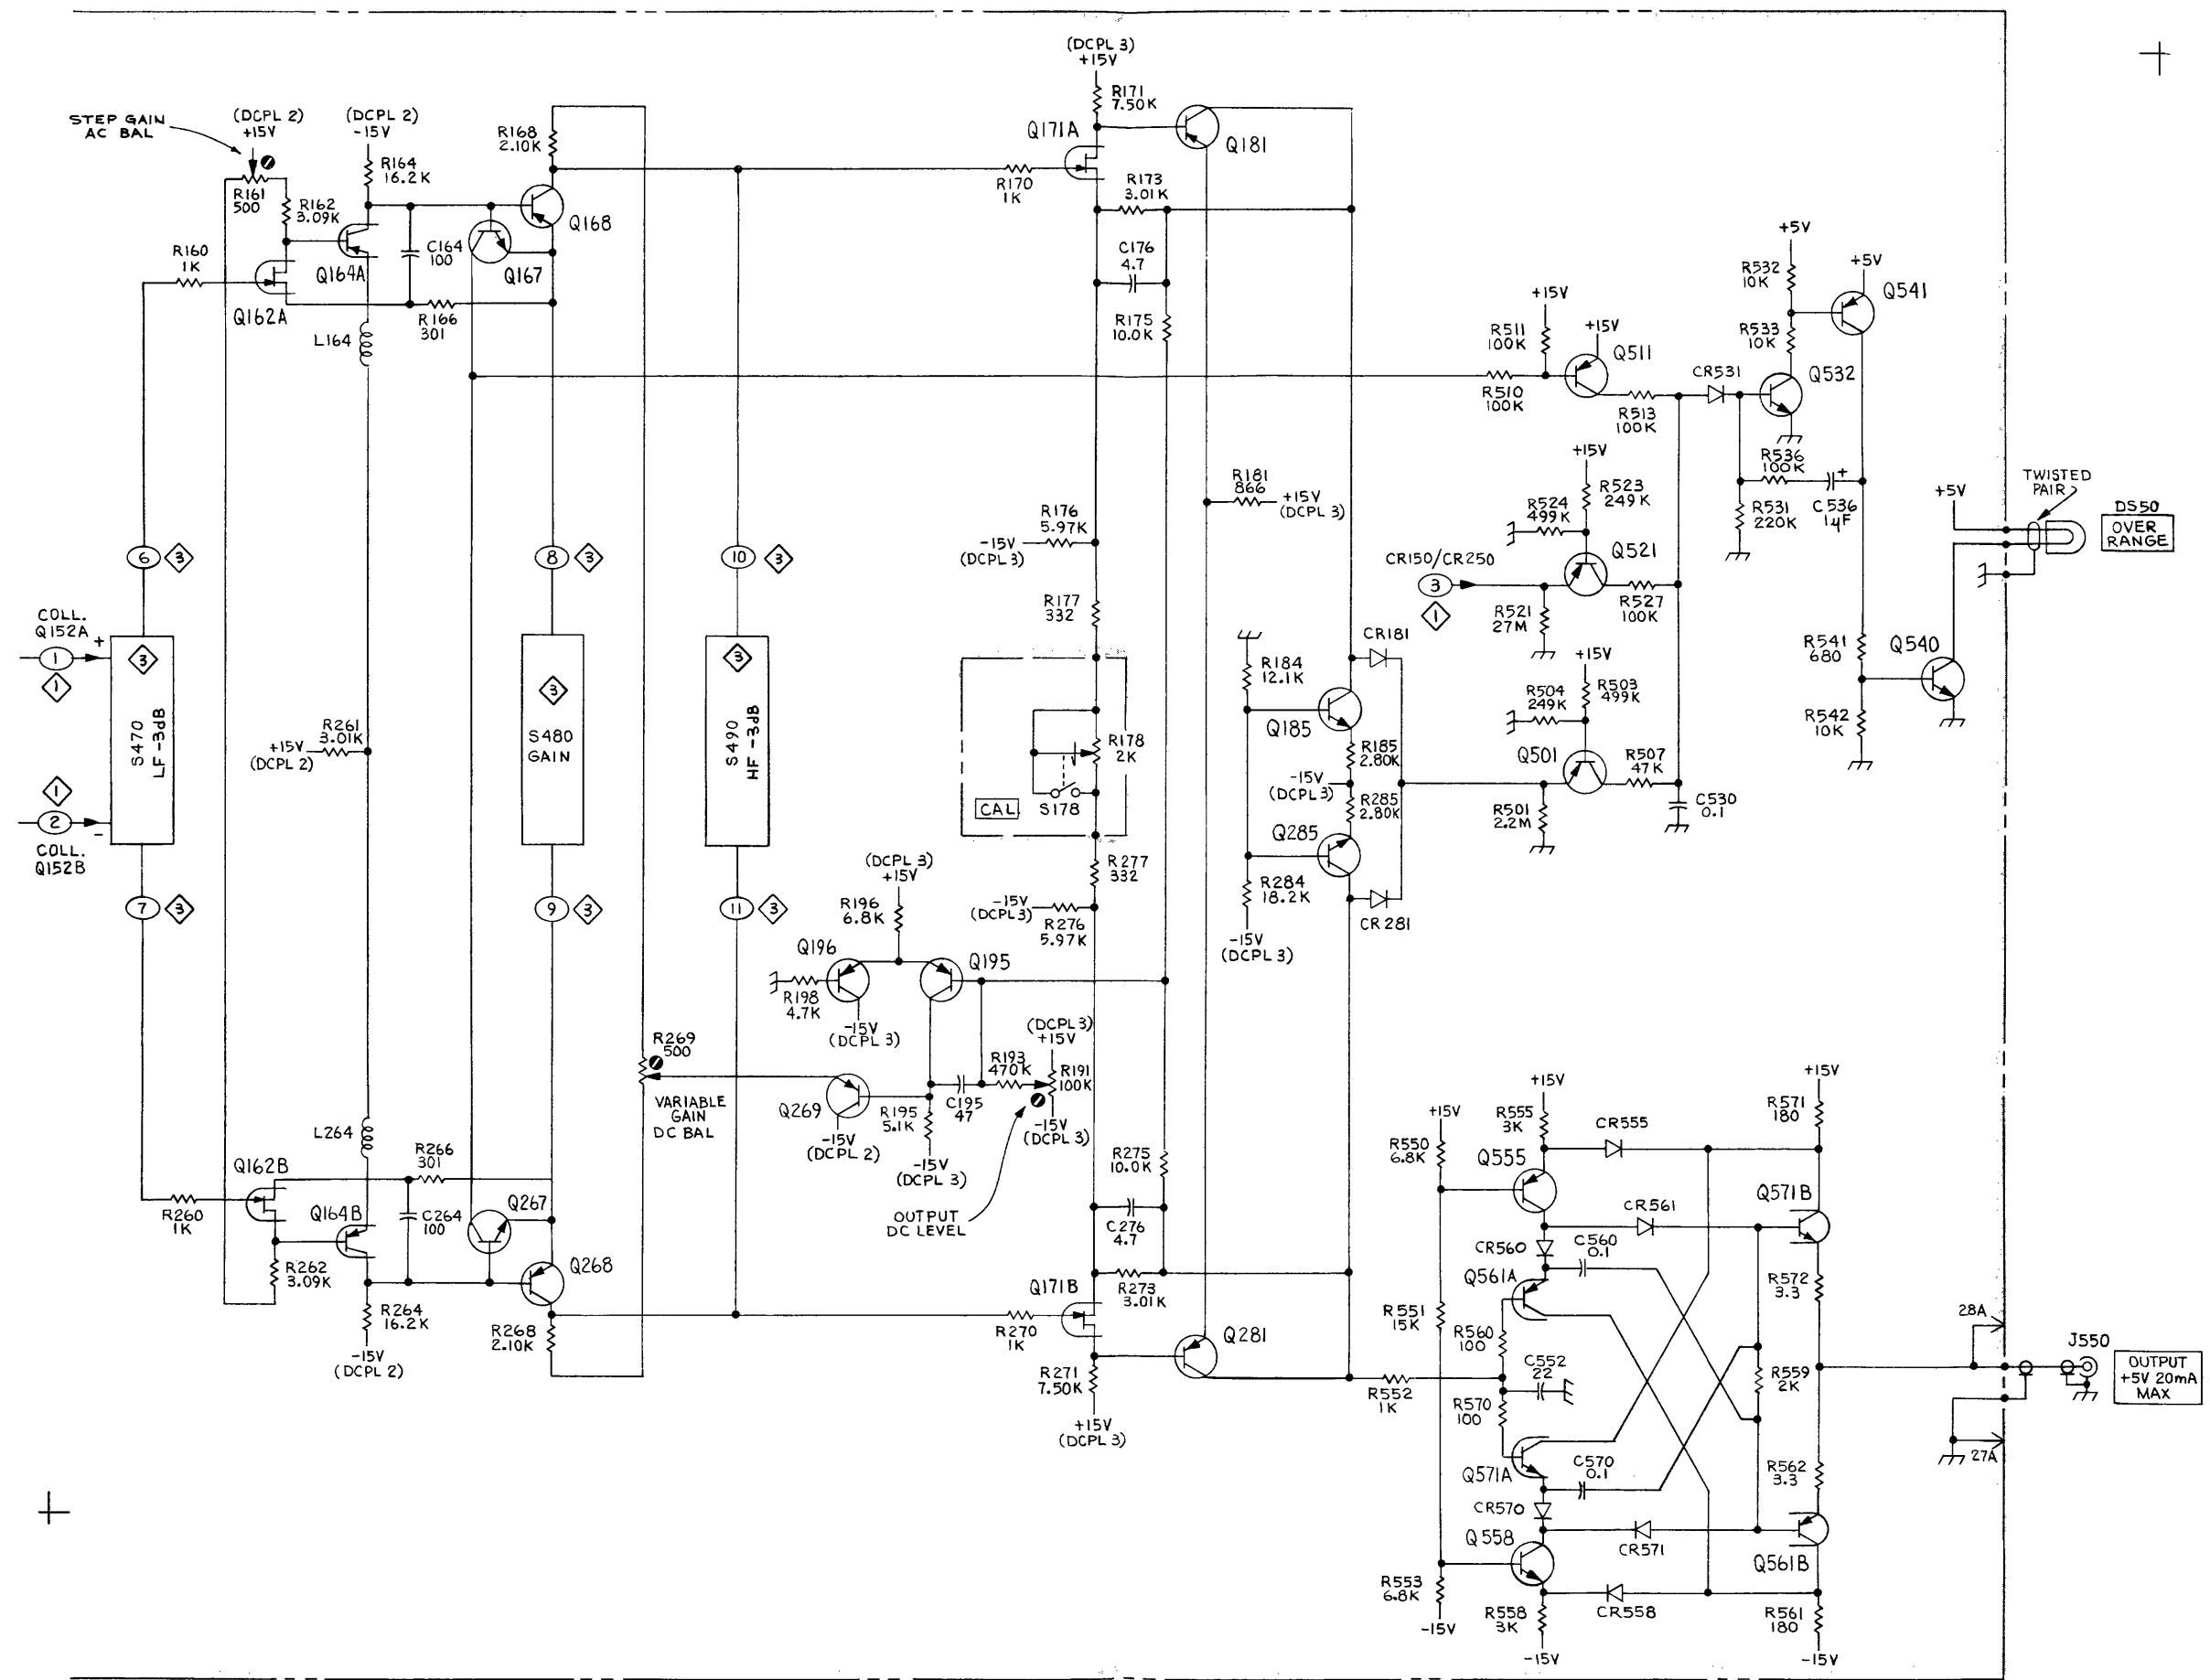 (DCPL 3)
+15V
R171
7.50K
STEP GAIN
AC BAL
(DCPL 2)
+15V
(DCPL 2)
-15V
R168
2.10K
Q171A
Q181
R164
16.2K
R161
500
R162
3.09K
Q168
R170
1K
R173
3.01K
R160
1K
Q164A
C164
100
Q167
C176
4.7
Q162A
R166
301
L164
R175
10.0K
+5V
R532
10K
+5V
Q541
+15V
R511
100K
+15V
Q511
R533
10K
CR531
Q532
R510
100K
R513
100K
+15V
R536
100K
R181
866
+15V
(DCPL 3)
R524
499K
R523
249K
R531
220K
C536
1µF
+5V
TWISTED
PAIR
DS50
OVER
RANGE
R176
5.97K
-15V
(DCPL 3)
Q521
6
3
8
3
10
3
CR150/CR250
3
1
R521
27M
R527
100K
R177
332
COLL.
Q152A
+
1
1
3
S470
LF-3dB
3
S480
GAIN
3
S490
HF-3dB
CR181
+15V
R541
680
Q540
R184
12.1K
R504
249K
R503
499K
Q185
R542
10K
R261
3.01K
+15V
(DCPL 2)
R178
2K
R185
2.80K
Q501
R507
47K
-15V
(DCPL 3)
1
2
-
COLL.
Q152B
CAL
S178
R285
2.80K
R501
2.2M
C530
0.1
Q285
(DCPL 3)
+15V
R277
332
R284
18.2K
7
3
9
3
11
3
R196
6.8K
-15V
(DCPL 3)
R276
5.97K
CR281
-15V
(DCPL 3)
Q196
Q195
R198
4.7K
-15V
(DCPL 3)
(DCPL 3)
+15V
R269
500
R193
470K
R191
100K
VARIABLE
GAIN
DC BAL
Q269
-15V
(DCPL 2)
R195
5.1K
C195
47
-15V
(DCPL 3)
-15V
(DCPL 3)
+15V
+15V
+15V
R555
3K
CR555
R571
180
L264
R266
301
R275
10.0K
R550
6.8K
Q555
Q162B
Q267
OUTPUT
DC LEVEL
C276
4.7
Q571B
CR561
R260
1K
Q164B
C264
100
CR560
C560
0.1
R262
3.09K
Q268
Q171B
R273
3.01K
Q561A
R572
3.3
R264
16.2K
R268
2.10K
R270
1K
Q281
R551
15K
R560
100
28A
-15V
(DCPL 2)
R271
7.50K
R552
1K
C552
22
R559
2K
J550
OUTPUT
+5V 20mA
MAX
+15V
(DCPL 3)
R570
100
27A
Q571A
C570
0.1
R562
3.3
CR570
Q558
CR571
Q561B
R553
6.8K
-15V
R558
3K
CR558
R561
180
-15V
-15V